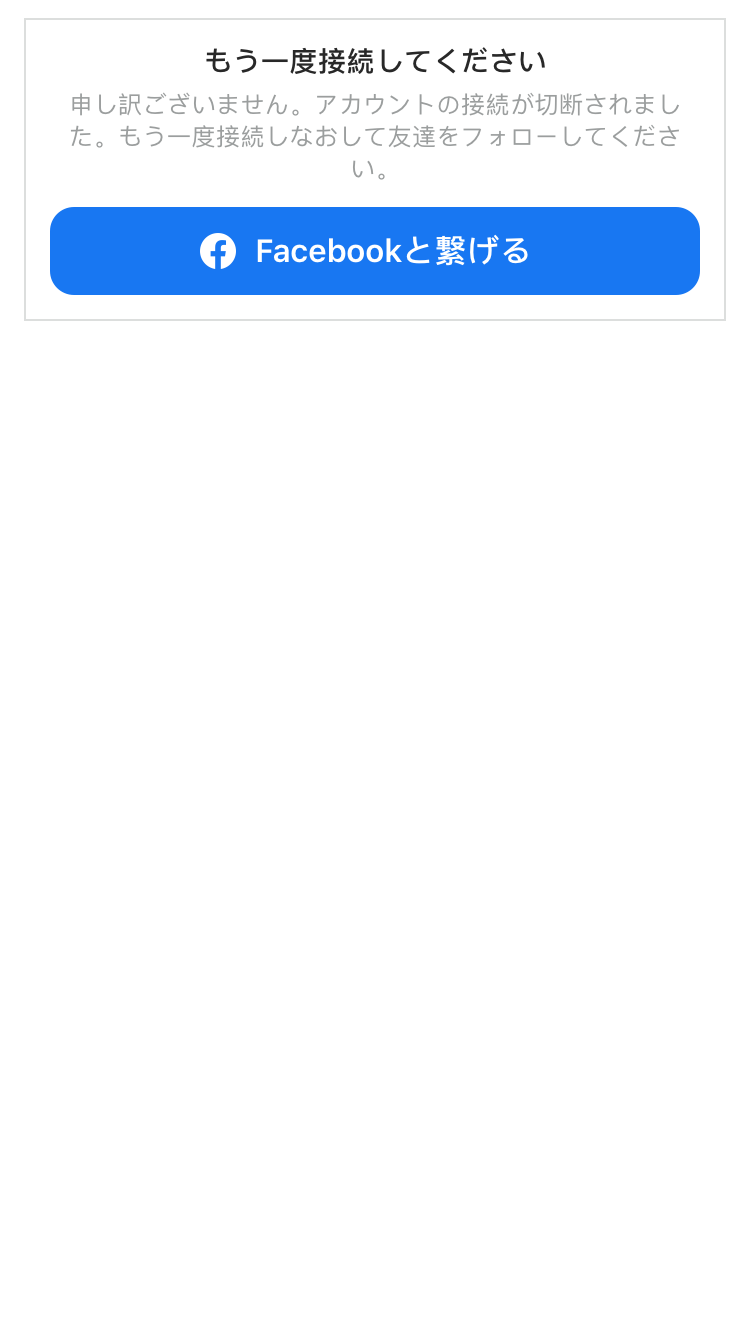 もう一度接続してください
申し訳ございません。アカウントの接続が切断されまし
た。もう一度接続しなおして友達をフォローしてくださ
い。
Facebookと繋げる